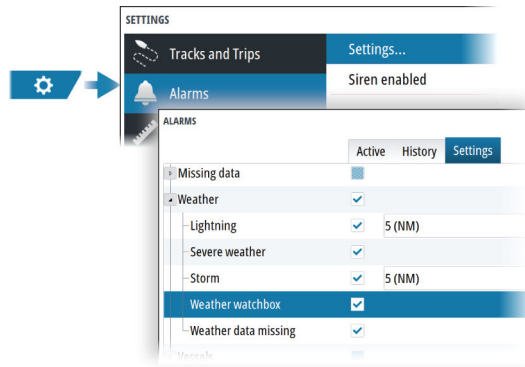 SETTINGS
Tracks and Trips
Settings...
Alarms
Siren enabled
ALARMS
Active History Settings
Missing data
Weather
Lightning 5 (NM)
Severe weather
Storm 5 (NM)
Weather watchbox
Weather data missing
Vessels